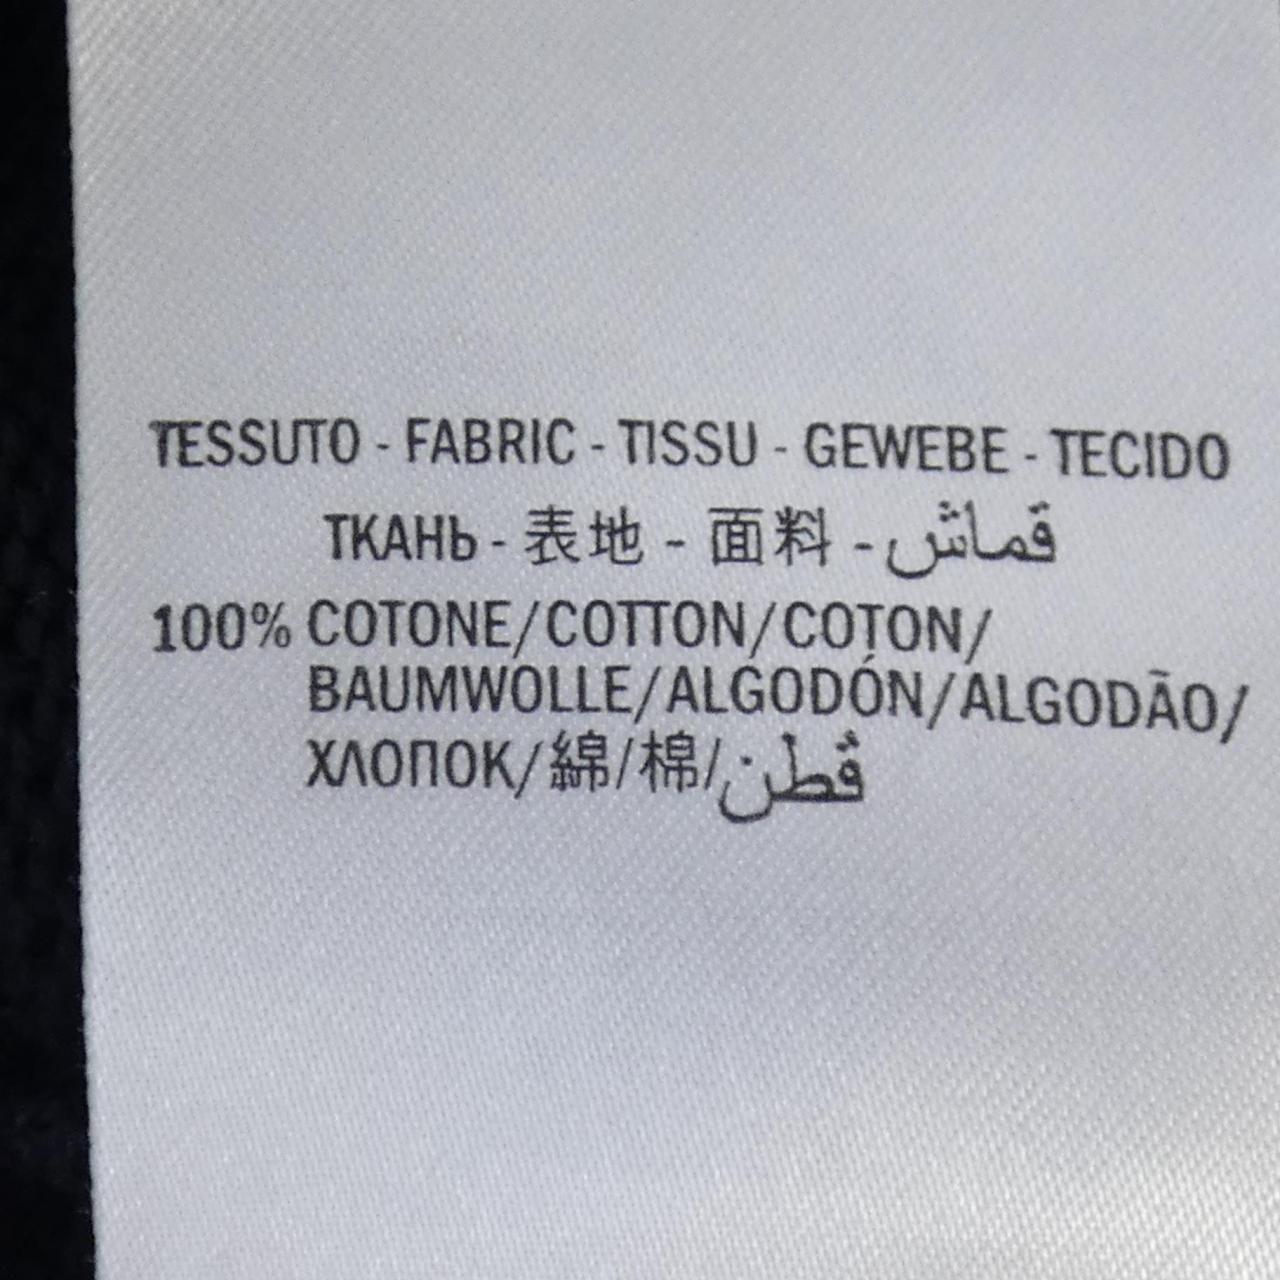 TESSUTO - FABRIC - TISSU - GEWEBE - TECIDO
ТКАНЬ - 表地 - 面料 - قماش
100% COTONE/COTTON/COTON/
BAUMWOLLE/ALGODÓN/ALGODÃO/
ХЛОПОК/綿/棉/قطن